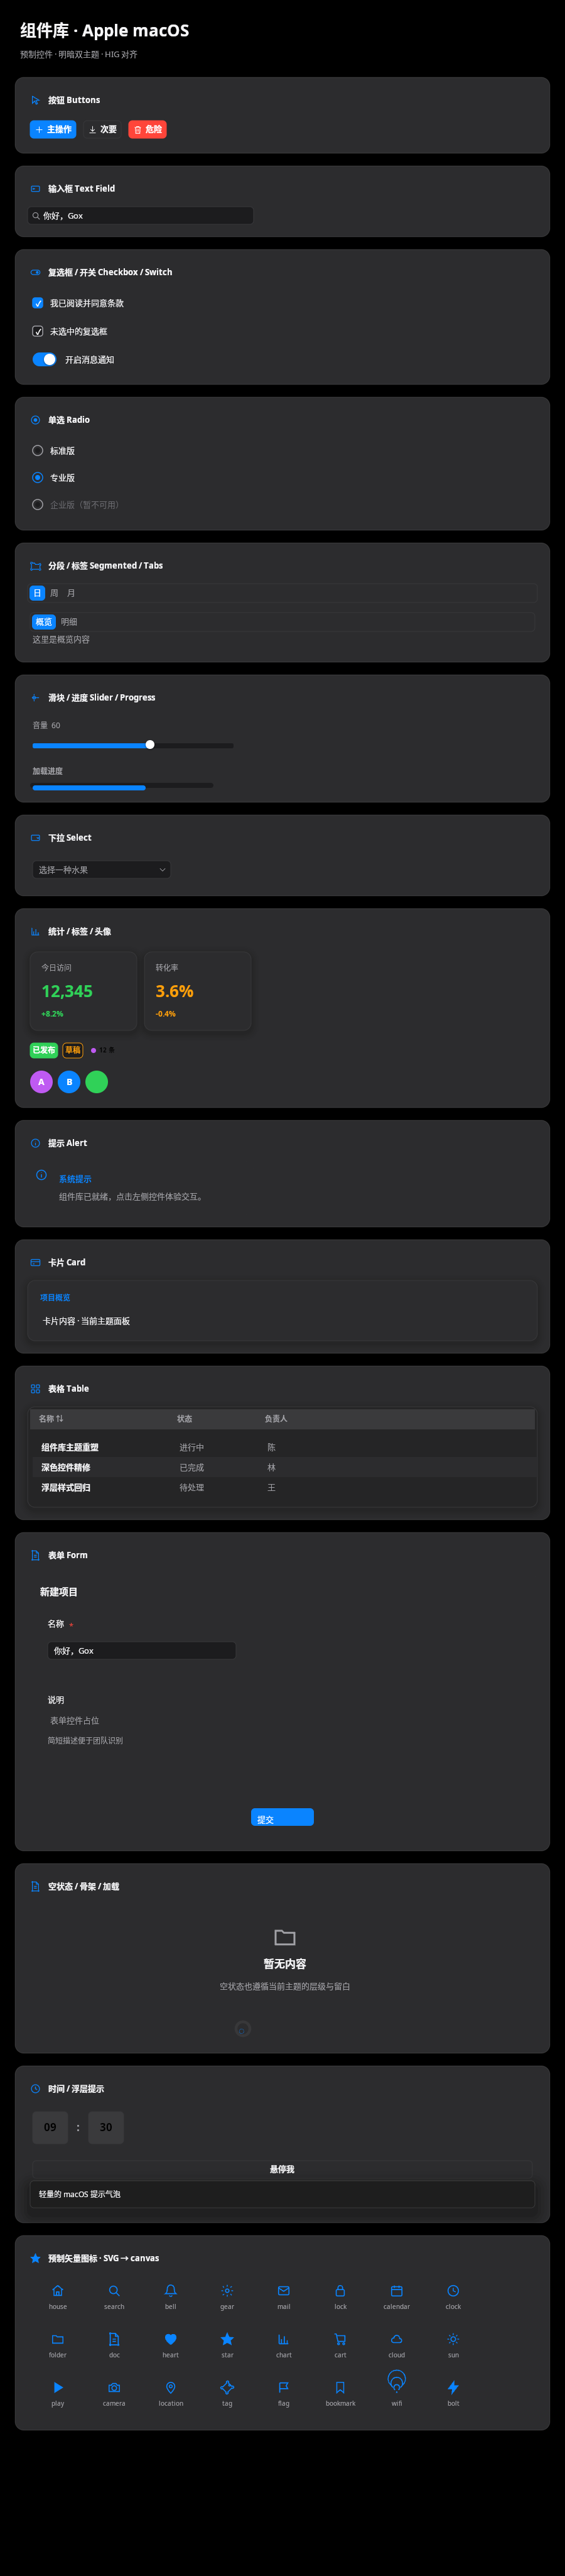 组件库 · Apple macOS
预制控件 · 明暗双主题 · HIG 对齐
按钮 Buttons
主操作 次要 危险
输入框 Text Field
你好，Gox
复选框 / 开关 Checkbox / Switch
我已阅读并同意条款
未选中的复选框
开启消息通知
单选 Radio
标准版
专业版
企业版（暂不可用）
分段 / 标签 Segmented / Tabs
日 周 月
概览 明细
这里是概览内容
滑块 / 进度 Slider / Progress
音量 60
加载进度
下拉 Select
选择一种水果
统计 / 标签 / 头像
今日访问 转化率
12,345 3.6%
+8.2% -0.4%
已发布 草稿 12 条
A B
提示 Alert
系统提示
组件库已就绪，点击左侧控件体验交互。
卡片 Card
项目概览
卡片内容 · 当前主题面板
表格 Table
名称 状态 负责人
组件库主题重塑 进行中 陈
深色控件精修 已完成 林
浮层样式回归 待处理 王
表单 Form
新建项目
名称 *
你好，Gox
说明
表单控件占位
简短描述便于团队识别
提交
空状态 / 骨架 / 加载
暂无内容
空状态也遵循当前主题的层级与留白
时间 / 浮层提示
09 : 30
悬停我
轻量的 macOS 提示气泡
预制矢量图标 · SVG → canvas
house search bell gear mail lock calendar clock
folder doc heart star chart cart cloud sun
play camera location tag flag bookmark wifi bolt